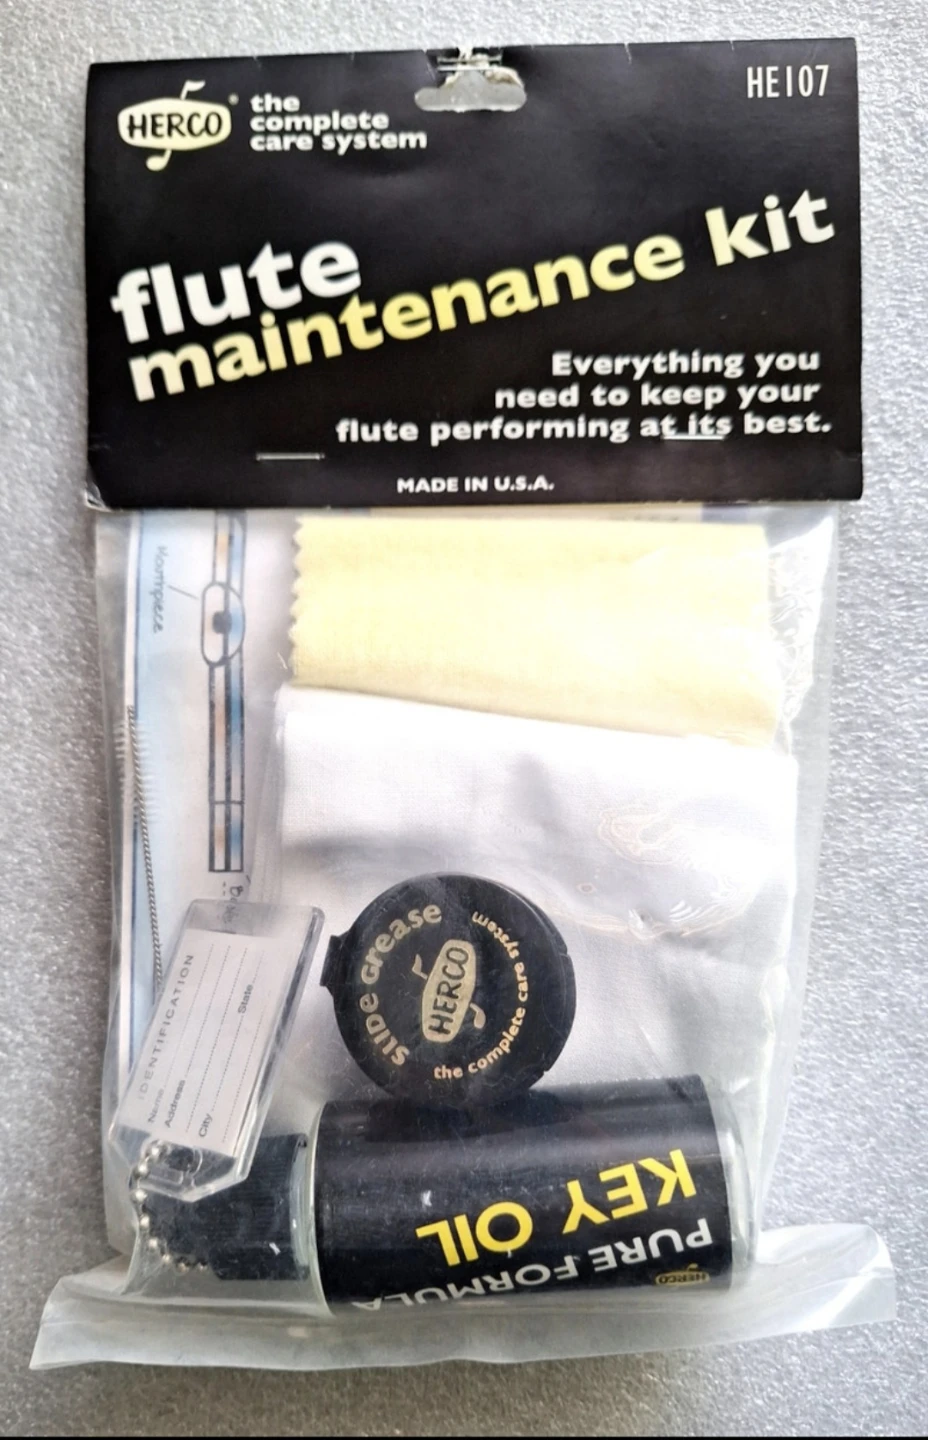 HERCO®
the
complete
care system
HE107
flute
maintenance kit
Everything you
need to keep your
flute performing at its best.
MADE IN U.S.A.
Mouthpiece
IDENTIFICATION
Name
Address
City
State
SLIDE GREASE
HERCO
the complete care system
KEY OIL
PURE FORMULA
HERCO